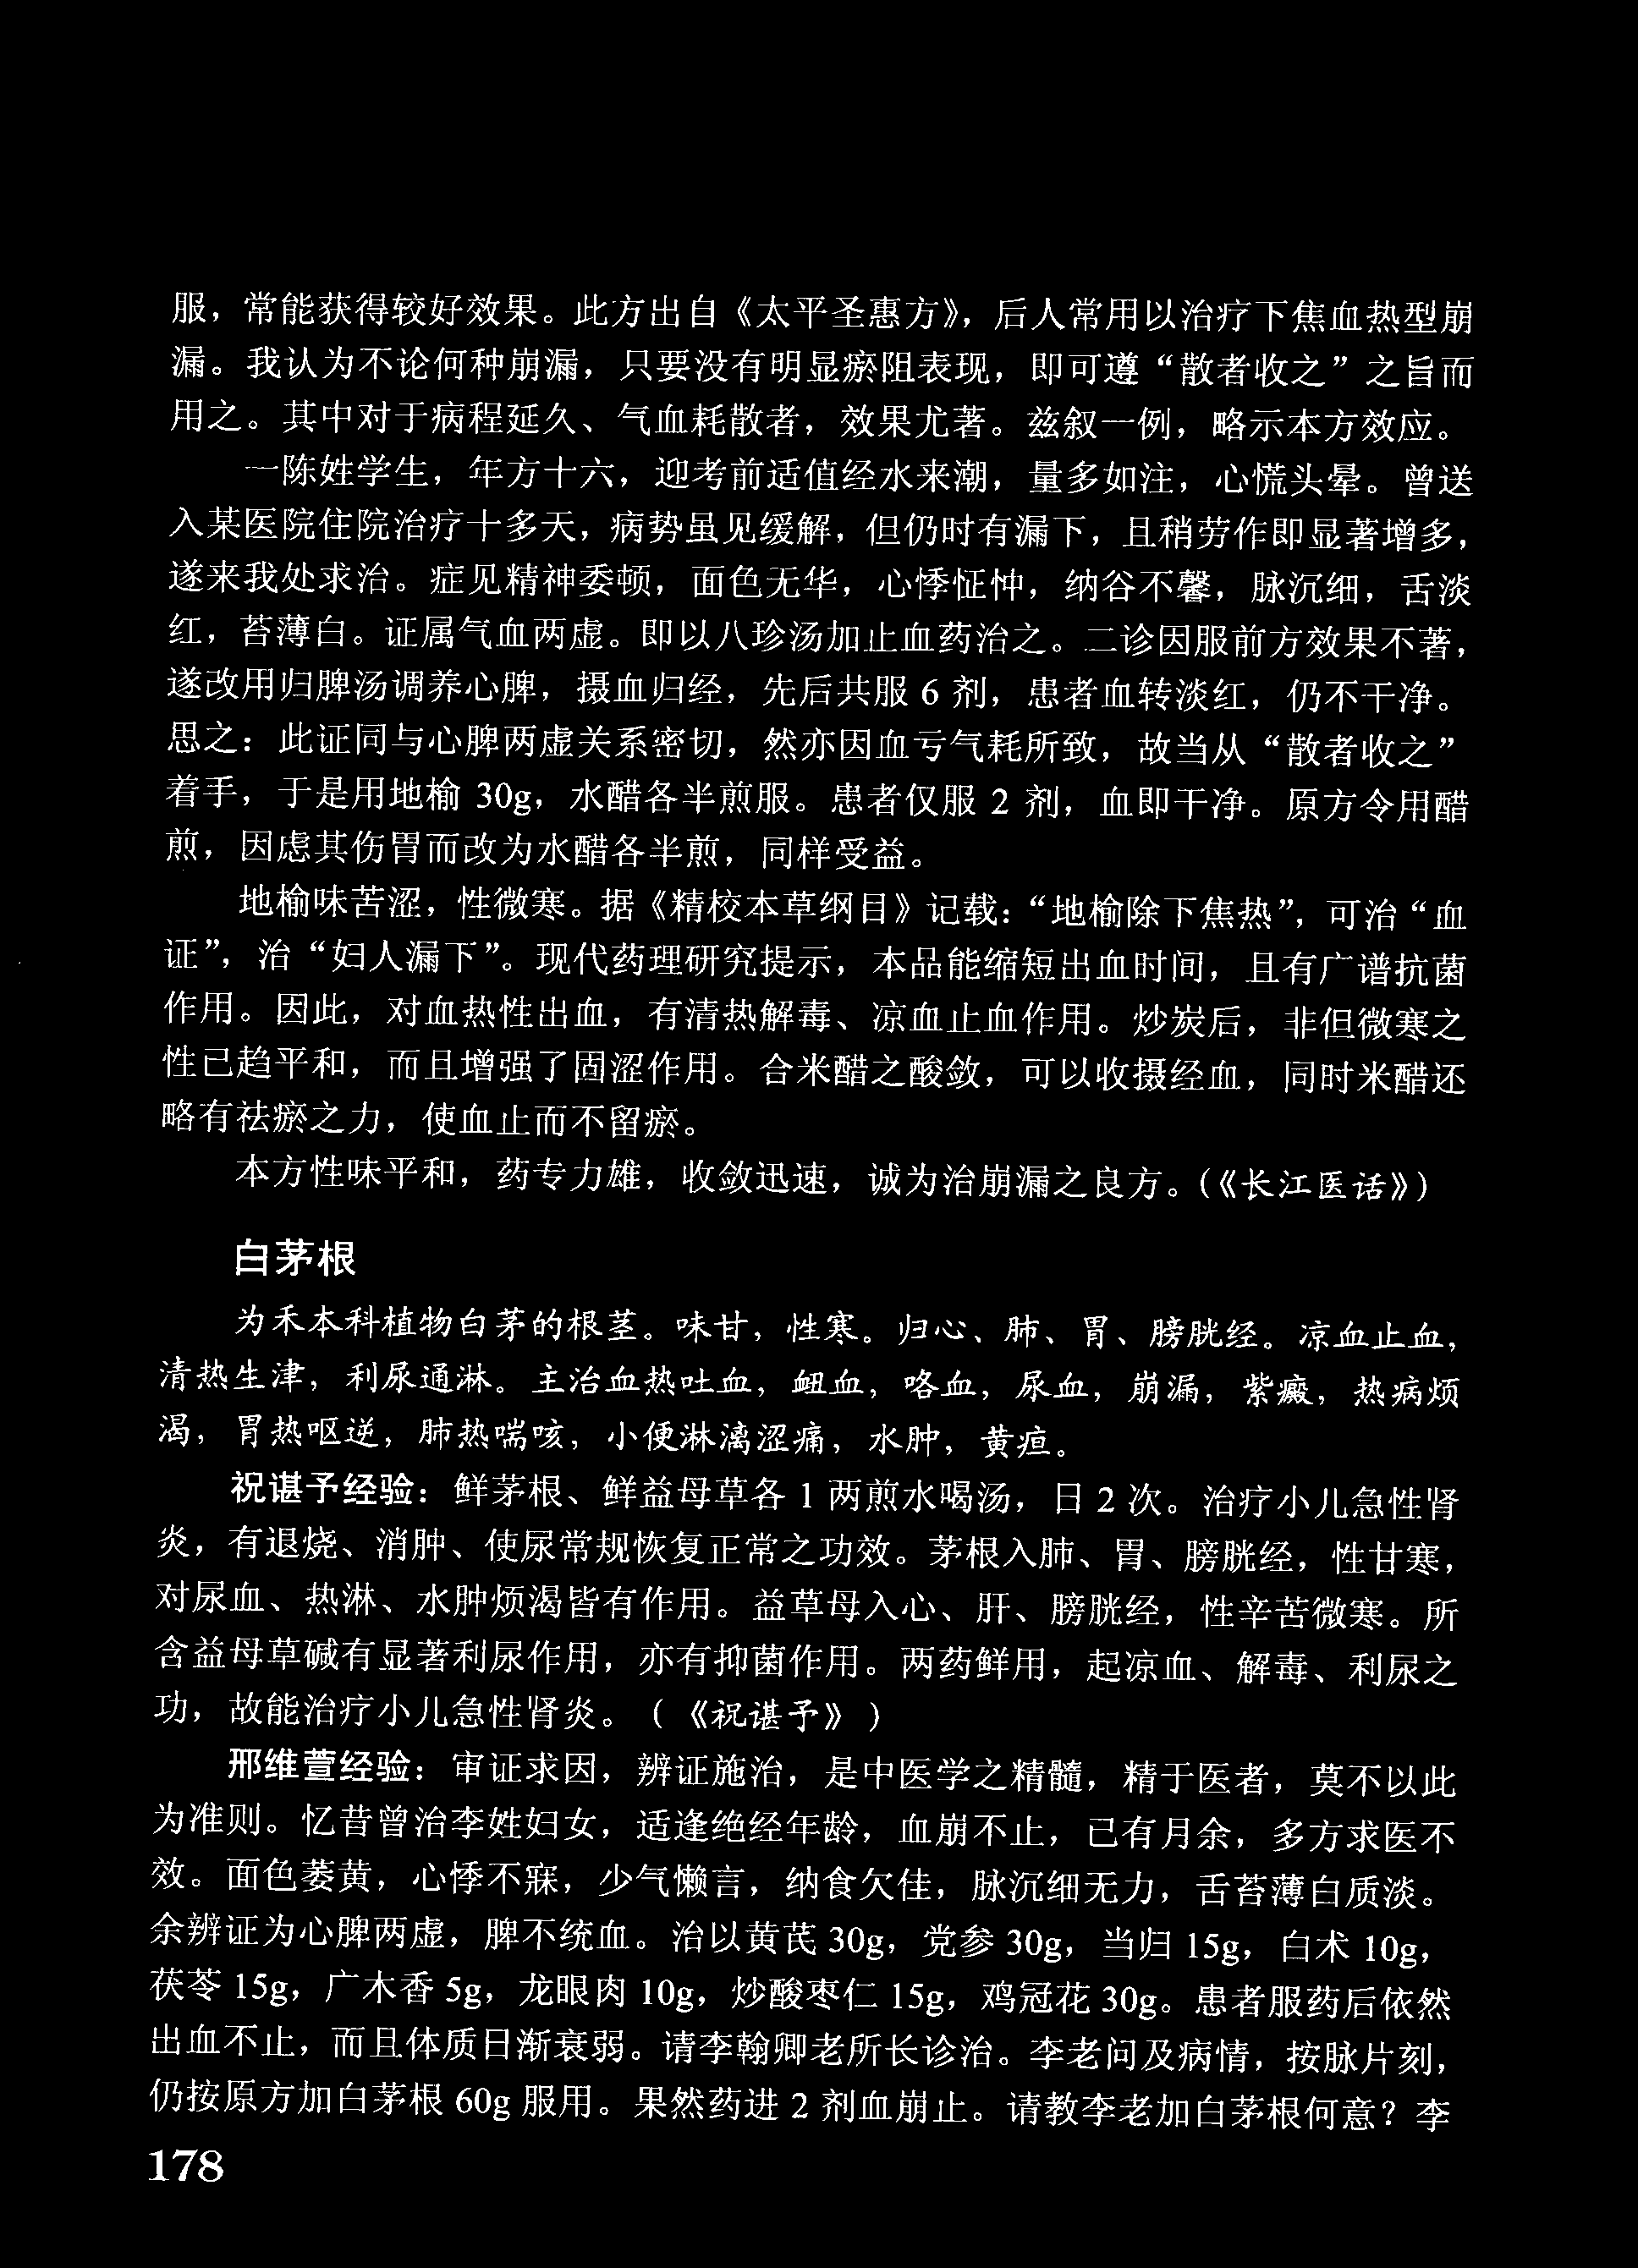 服，常能获得较好效果。此方出自《太平圣惠方》，后人常用以治疗下焦血热型崩
漏。我认为不论何种崩漏，只要没有明显瘀阻表现，即可遵“散者收之”之旨而
用之。其中对于病程延久、气血耗散者，效果尤著。兹叙一例，略示本方效应。
一陈姓学生，年方十六，迎考前适值经水来潮，量多如注，心慌头晕。曾送
入某医院住院治疗十多天，病势虽见缓解，但仍时有漏下，且稍劳作即显著增多，
遂来我处求治。症见精神委顿，面色无华，心悸怔忡，纳谷不馨，脉沉细，舌淡
红，苔薄白。证属气血两虚。即以八珍汤加止血药治之。二诊因服前方效果不著，
遂改用归脾汤调养心脾，摄血归经，先后共服 6 剂，患者血转淡红，仍不干净。
思之：此证同与心脾两虚关系密切，然亦因血亏气耗所致，故当从“散者收之”
着手，于是用地榆 30g，水醋各半煎服。患者仅服 2 剂，血即干净。原方令用醋
煎，因虑其伤胃而改为水醋各半煎，同样受益。
地榆味苦涩，性微寒。据《精校本草纲目》记载：“地榆除下焦热”，可治“血
证”，治“妇人漏下”。现代药理研究提示，本品能缩短出血时间，且有广谱抗菌
作用。因此，对血热性出血，有清热解毒、凉血止血作用。炒炭后，非但微寒之
性已趋平和，而且增强了固涩作用。合米醋之酸敛，可以收摄经血，同时米醋还
略有祛瘀之力，使血止而不留瘀。
本方性味平和，药专力雄，收敛迅速，诚为治崩漏之良方。（《长江医话》）
白茅根
为禾本科植物白茅的根茎。味甘，性寒。归心、肺、胃、膀胱经。凉血止血，
清热生津，利尿通淋。主治血热吐血，衄血，咯血，尿血，崩漏，紫癜，热病烦
渴，胃热呕逆，肺热喘咳，小便淋漓涩痛，水肿，黄疸。
祝谌予经验：鲜茅根、鲜益母草各 1 两煎水喝汤，日 2 次。治疗小儿急性肾
炎，有退烧、消肿、使尿常规恢复正常之功效。茅根入肺、胃、膀胱经，性甘寒，
对尿血、热淋、水肿烦渴皆有作用。益草母入心、肝、膀胱经，性辛苦微寒。所
含益母草碱有显著利尿作用，亦有抑菌作用。两药鲜用，起凉血、解毒、利尿之
功，故能治疗小儿急性肾炎。（《祝谌予》）
邢维萱经验：审证求因，辨证施治，是中医学之精髓，精于医者，莫不以此
为准则。忆昔曾治李姓妇女，适逢绝经年龄，血崩不止，已有月余，多方求医不
效。面色萎黄，心悸不寐，少气懒言，纳食欠佳，脉沉细无力，舌苔薄白质淡。
余辨证为心脾两虚，脾不统血。治以黄芪 30g，党参 30g，当归 15g，白术 10g，
茯苓 15g，广木香 5g，龙眼肉 10g，炒酸枣仁 15g，鸡冠花 30g。患者服药后依然
出血不止，而且体质日渐衰弱。请李翰卿老所长诊治。李老问及病情，按脉片刻，
仍按原方加白茅根 60g 服用。果然药进 2 剂血崩止。请教李老加白茅根何意？李
178